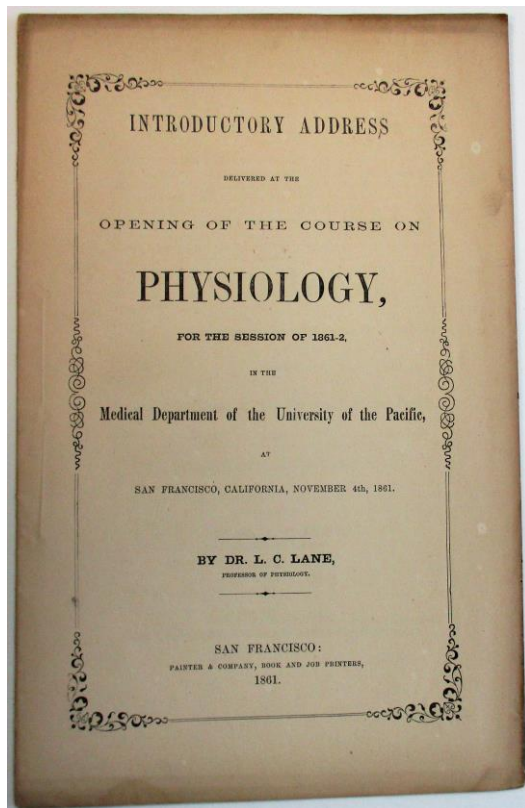 INTRODUCTORY ADDRESS
DELIVERED AT THE
OPENING OF THE COURSE ON
PHYSIOLOGY,
FOR THE SESSION OF 1861-2,
IN THE
Medical Department of the University of the Pacific,
AT
SAN FRANCISCO, CALIFORNIA, NOVEMBER 4th, 1861.
BY DR. L. C. LANE,
PROFESSOR OF PHYSIOLOGY.
SAN FRANCISCO:
PAINTER & COMPANY, BOOK AND JOB PRINTERS,
1861.